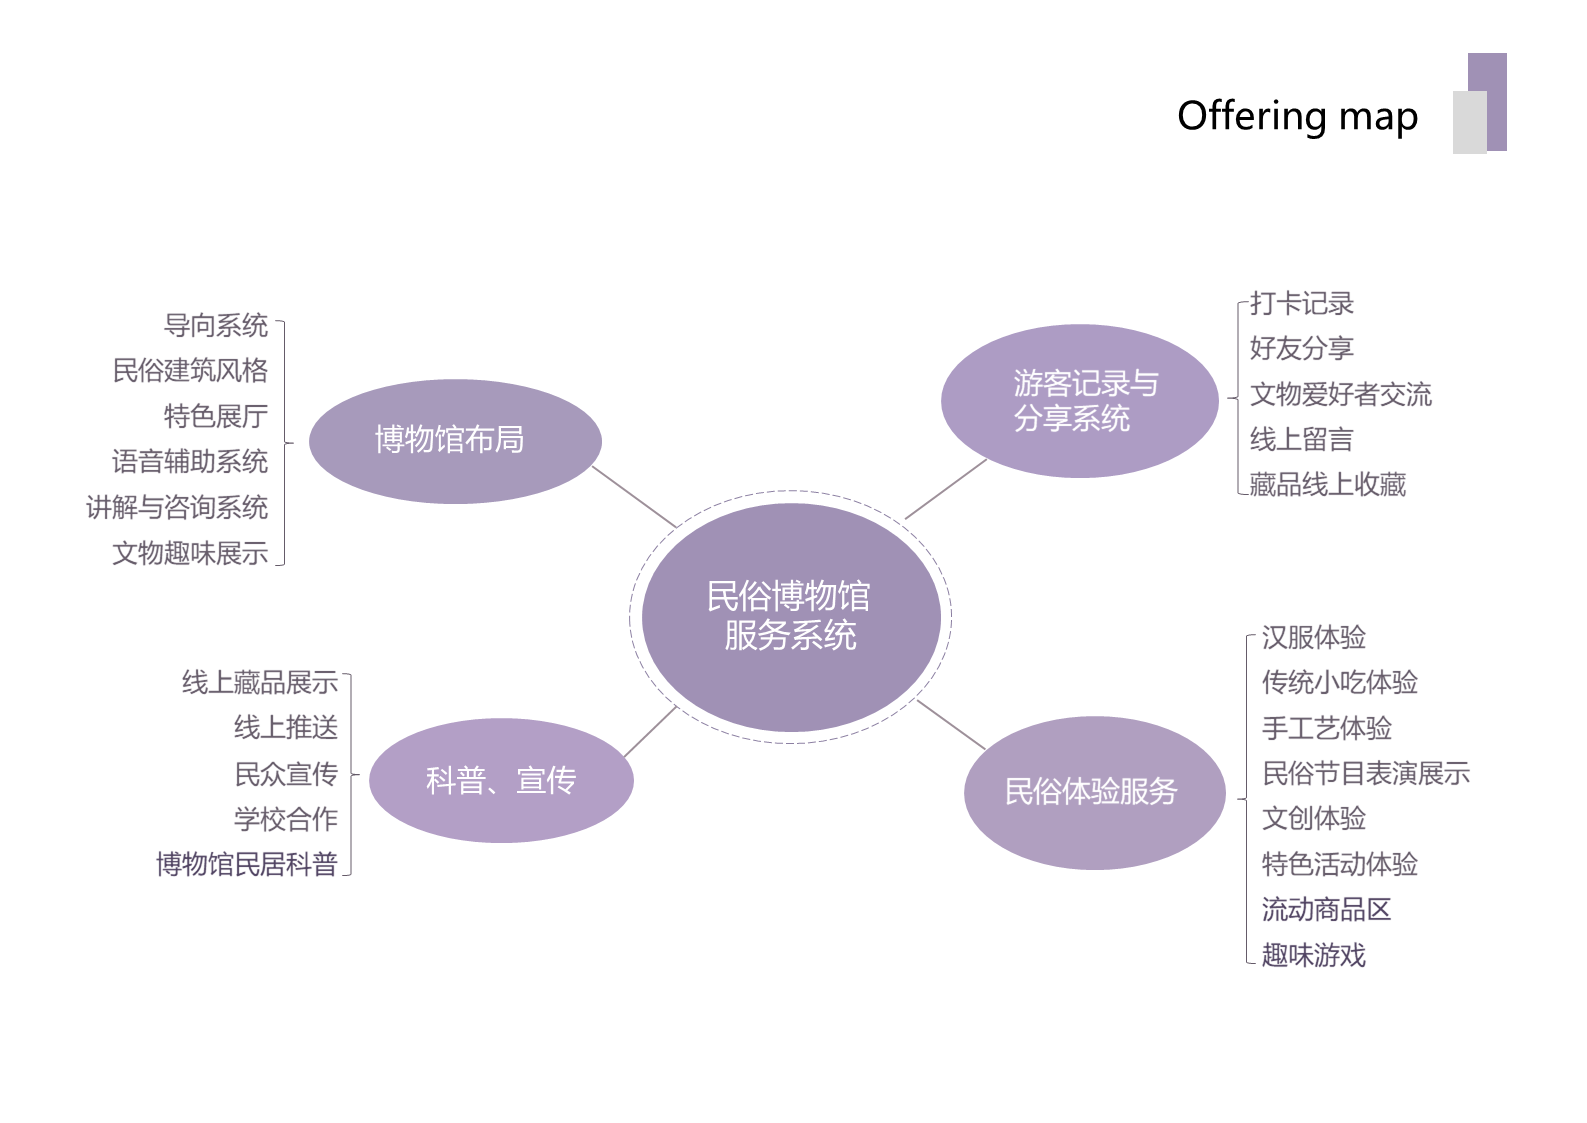 Offering map
导向系统
民俗建筑风格
特色展厅
语音辅助系统
讲解与咨询系统
文物趣味展示
博物馆布局
游客记录与
分享系统
打卡记录
好友分享
文物爱好者交流
线上留言
藏品线上收藏
民俗博物馆
服务系统
线上藏品展示
线上推送
民众宣传
学校合作
博物馆民居科普
科普、宣传
民俗体验服务
汉服体验
传统小吃体验
手工艺体验
民俗节目表演展示
文创体验
特色活动体验
流动商品区
趣味游戏